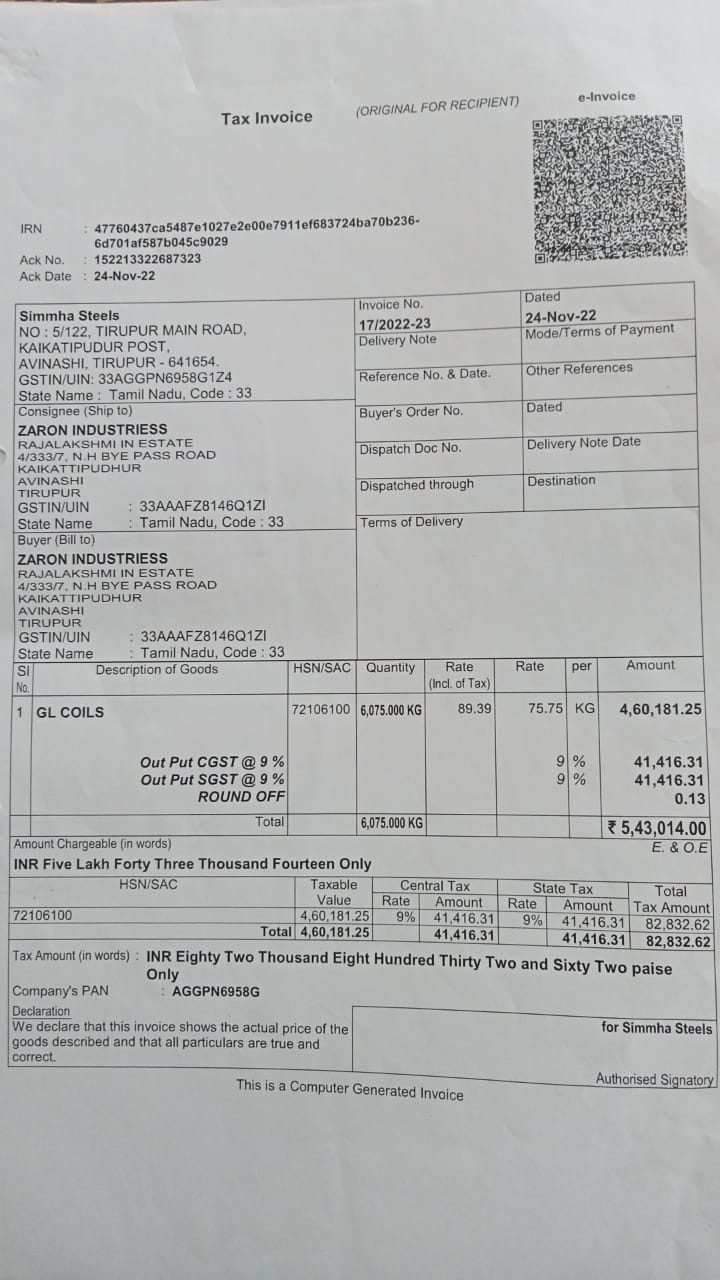 Tax Invoice
(ORIGINAL FOR RECIPIENT)
e-Invoice
IRN : 47760437ca5487e1027e2e00e7911ef683724ba70b236-
6d701af587b045c9029
Ack No. : 152213322687323
Ack Date : 24-Nov-22
Simmha Steels
NO : 5/122, TIRUPUR MAIN ROAD,
KAIKATIPUDUR POST,
AVINASHI, TIRUPUR - 641654.
GSTIN/UIN: 33AGGPN6958G1Z4
State Name : Tamil Nadu, Code : 33
Invoice No.
17/2022-23
Dated
24-Nov-22
Delivery Note
Mode/Terms of Payment
Reference No. & Date.
Other References
Consignee (Ship to)
ZARON INDUSTRIESS
RAJALAKSHMI IN ESTATE
4/333/7, N.H BYE PASS ROAD
KAIKATTIPUDHUR
AVINASHI
TIRUPUR
GSTIN/UIN : 33AAAFZ8146Q1ZI
State Name : Tamil Nadu, Code : 33
Buyer's Order No.
Dated
Dispatch Doc No.
Delivery Note Date
Dispatched through
Destination
Terms of Delivery
Buyer (Bill to)
ZARON INDUSTRIESS
RAJALAKSHMI IN ESTATE
4/333/7, N.H BYE PASS ROAD
KAIKATTIPUDHUR
AVINASHI
TIRUPUR
GSTIN/UIN : 33AAAFZ8146Q1ZI
State Name : Tamil Nadu, Code : 33
Sl No. Description of Goods HSN/SAC Quantity Rate (Incl. of Tax) Rate per Amount
1 GL COILS 72106100 6,075.000 KG 89.39 75.75 KG 4,60,181.25
Out Put CGST @ 9 % 9 % 41,416.31
Out Put SGST @ 9 % 9 % 41,416.31
ROUND OFF 0.13
Total 6,075.000 KG ₹ 5,43,014.00
Amount Chargeable (in words) E. & O.E
INR Five Lakh Forty Three Thousand Fourteen Only
HSN/SAC Taxable Value Central Tax State Tax Total Tax Amount
Rate Amount Rate Amount
72106100 4,60,181.25 9% 41,416.31 9% 41,416.31 82,832.62
Total 4,60,181.25 41,416.31 41,416.31 82,832.62
Tax Amount (in words) : INR Eighty Two Thousand Eight Hundred Thirty Two and Sixty Two paise
Only
Company's PAN : AGGPN6958G
Declaration
We declare that this invoice shows the actual price of the
goods described and that all particulars are true and
correct.
for Simmha Steels
Authorised Signatory
This is a Computer Generated Invoice